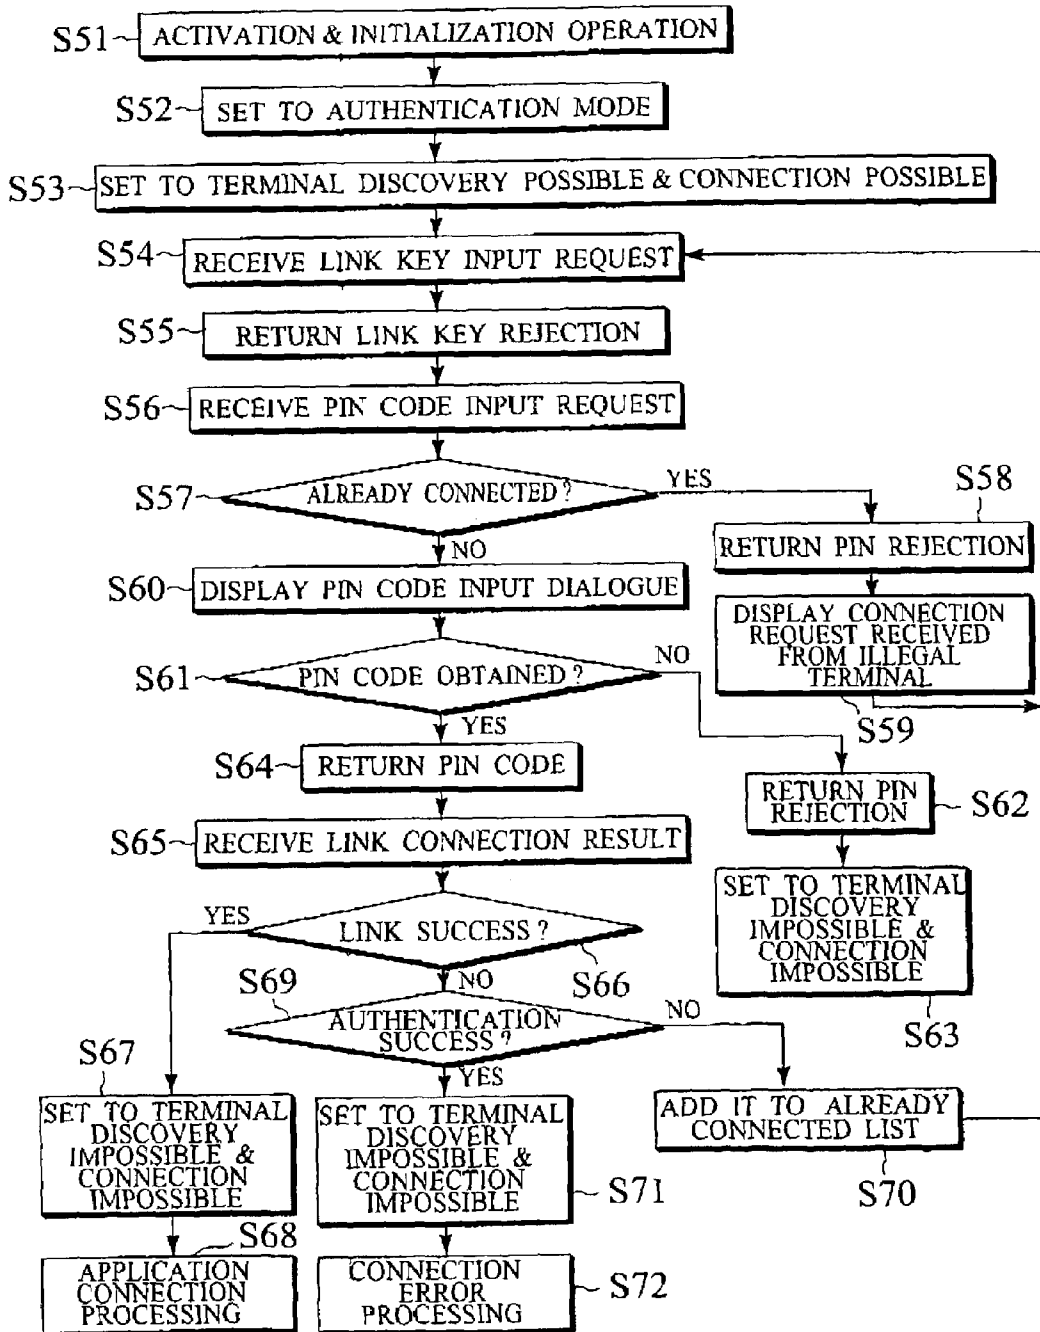 S51 ACTIVATION & INITIALIZATION OPERATION
S52 SET TO AUTHENTICATION MODE
S53 SET TO TERMINAL DISCOVERY POSSIBLE & CONNECTION POSSIBLE
S54 RECEIVE LINK KEY INPUT REQUEST
S55 RETURN LINK KEY REJECTION
S56 RECEIVE PIN CODE INPUT REQUEST
S57 ALREADY CONNECTED?
YES
NO
S58
RETURN PIN REJECTION
DISPLAY CONNECTION
REQUEST RECEIVED
FROM ILLEGAL
TERMINAL
S59
S60 DISPLAY PIN CODE INPUT DIALOGUE
S61 PIN CODE OBTAINED?
NO
YES
RETURN PIN
REJECTION
S62
SET TO TERMINAL
DISCOVERY
IMPOSSIBLE &
CONNECTION
IMPOSSIBLE
S63
S64 RETURN PIN CODE
S65 RECEIVE LINK CONNECTION RESULT
LINK SUCCESS?
S66
YES
NO
S69
AUTHENTICATION
SUCCESS?
NO
YES
S67
SET TO TERMINAL
DISCOVERY
IMPOSSIBLE &
CONNECTION
IMPOSSIBLE
S68
APPLICATION
CONNECTION
PROCESSING
SET TO TERMINAL
DISCOVERY
IMPOSSIBLE &
CONNECTION
IMPOSSIBLE
S71
CONNECTION
ERROR
PROCESSING
S72
ADD IT TO ALREADY
CONNECTED LIST
S70